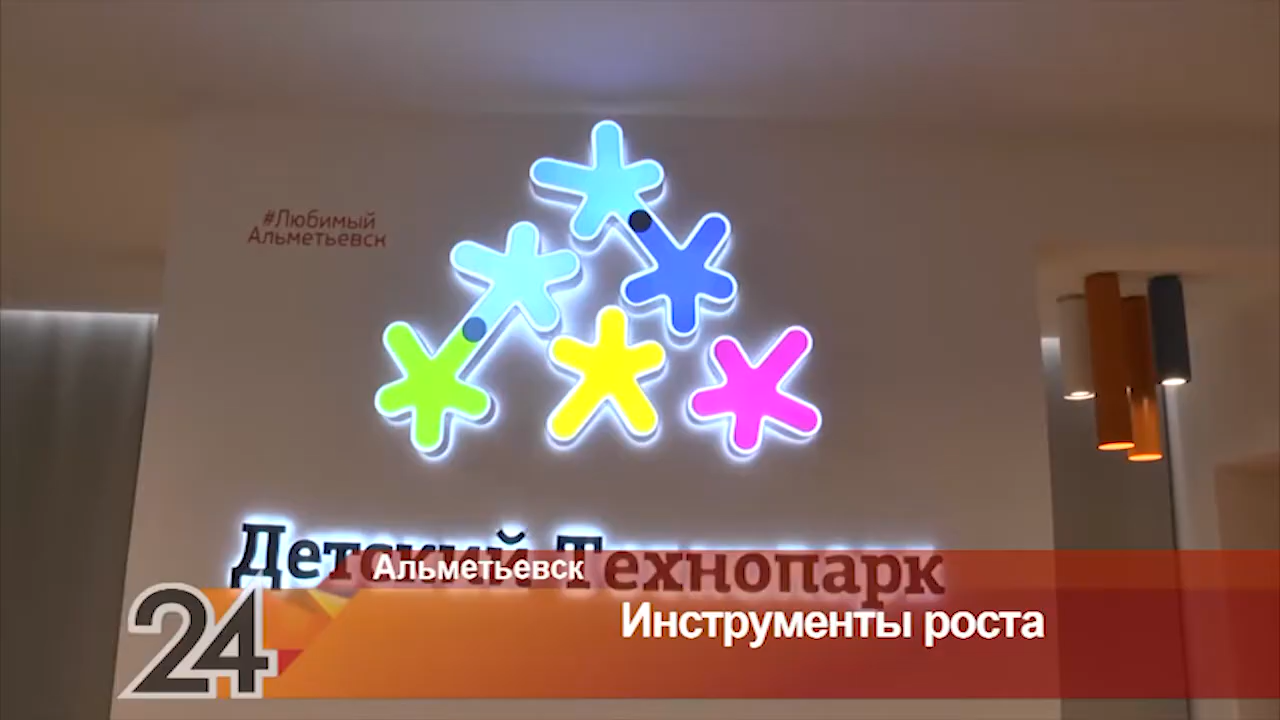 #Любимый
Альметьевск
Детский Технопарк
Альметьевск
Инструменты роста
24